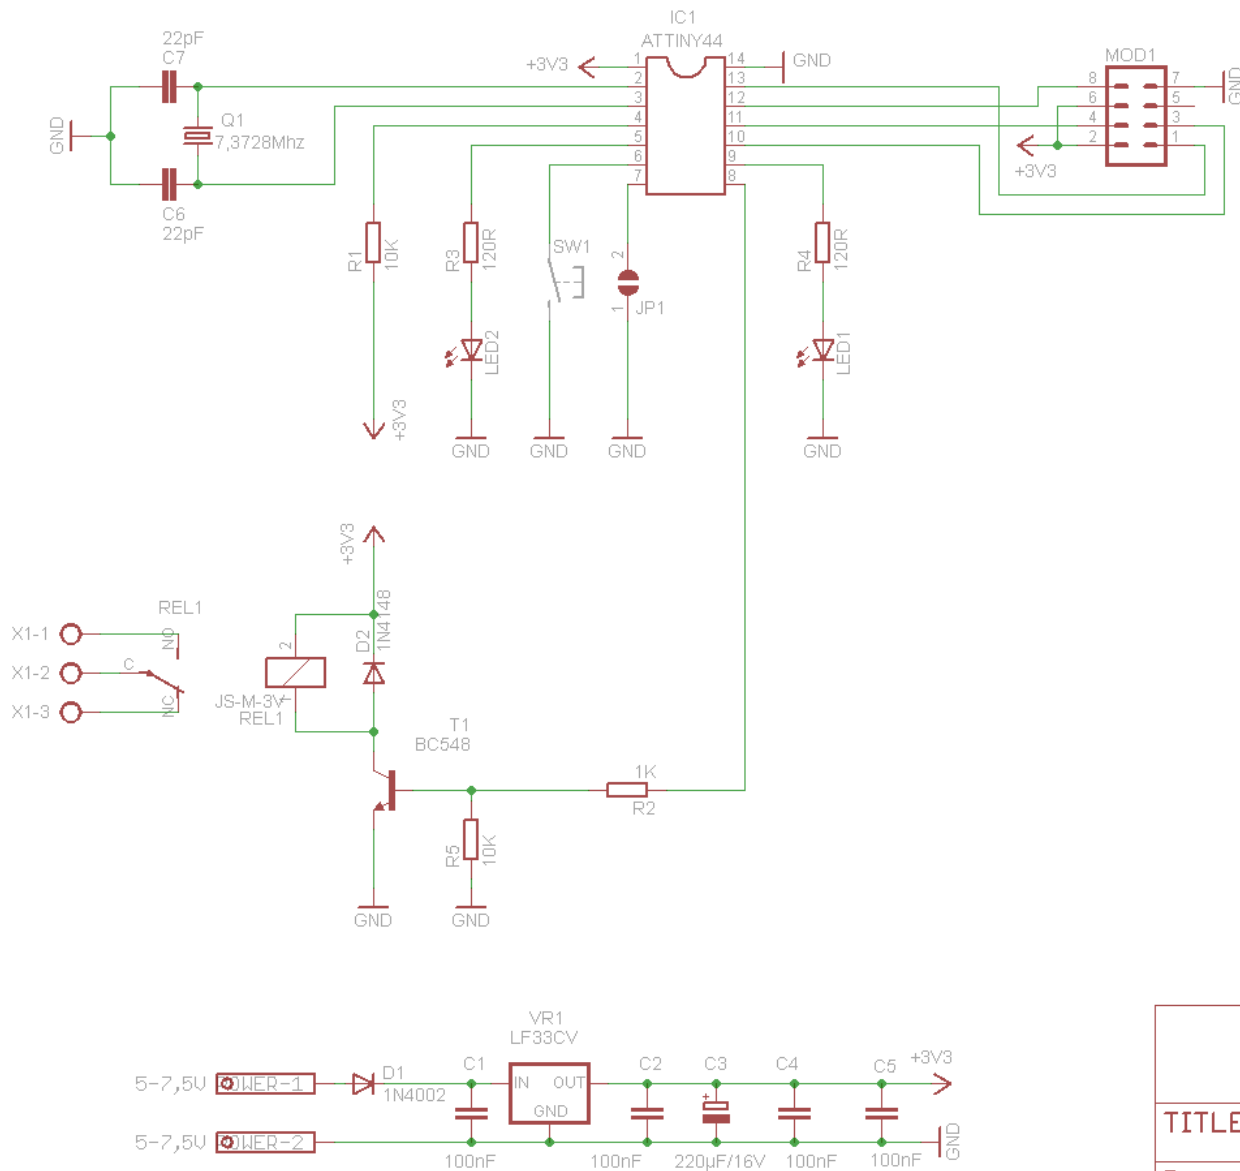 IC1
ATTINY44
22pF
C7
+3V3
1
2
3
4
5
6
7
14
13
12
11
10
9
8
GND
MOD1
8
6
4
2
7
5
3
1
GND
+3V3
GND
Q1
7,3728Mhz
C6
22pF
R1
10K
+3V3
R3
120R
LED2
GND
SW1
GND
2
1
JP1
GND
R4
120R
LED1
GND
+3V3
REL1
X1-1
X1-2
X1-3
NO
C
NC
2
1
JS-M-3V
REL1
D2
1N4148
T1
BC548
1K
R2
R5
10K
GND
GND
VR1
LF33CV
5-7,5V
POWER-1
D1
1N4002
C1
IN
OUT
GND
C2
C3
C4
C5
+3V3
+
5-7,5V
POWER-2
100nF
100nF
220µF/16V
100nF
100nF
GND
TITLE